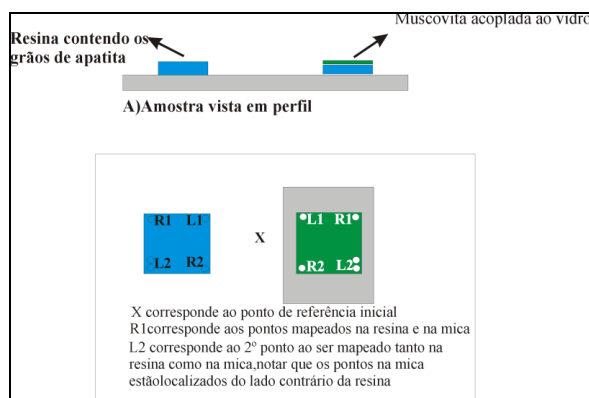 Muscovita acoplada ao vidro
Resina contendo os
grãos de apatita
A)Amostra vista em perfil
R1 L1
L2 R2
X
L1 R1
R2 L2
X corresponde ao ponto de referência inicial
R1corresponde aos pontos mapeados na resina e na mica
L2 corresponde ao 2º ponto ao ser mapeado tanto na
resina como na mica,notar que os pontos na mica
estãolocalizados do lado contrário da resina